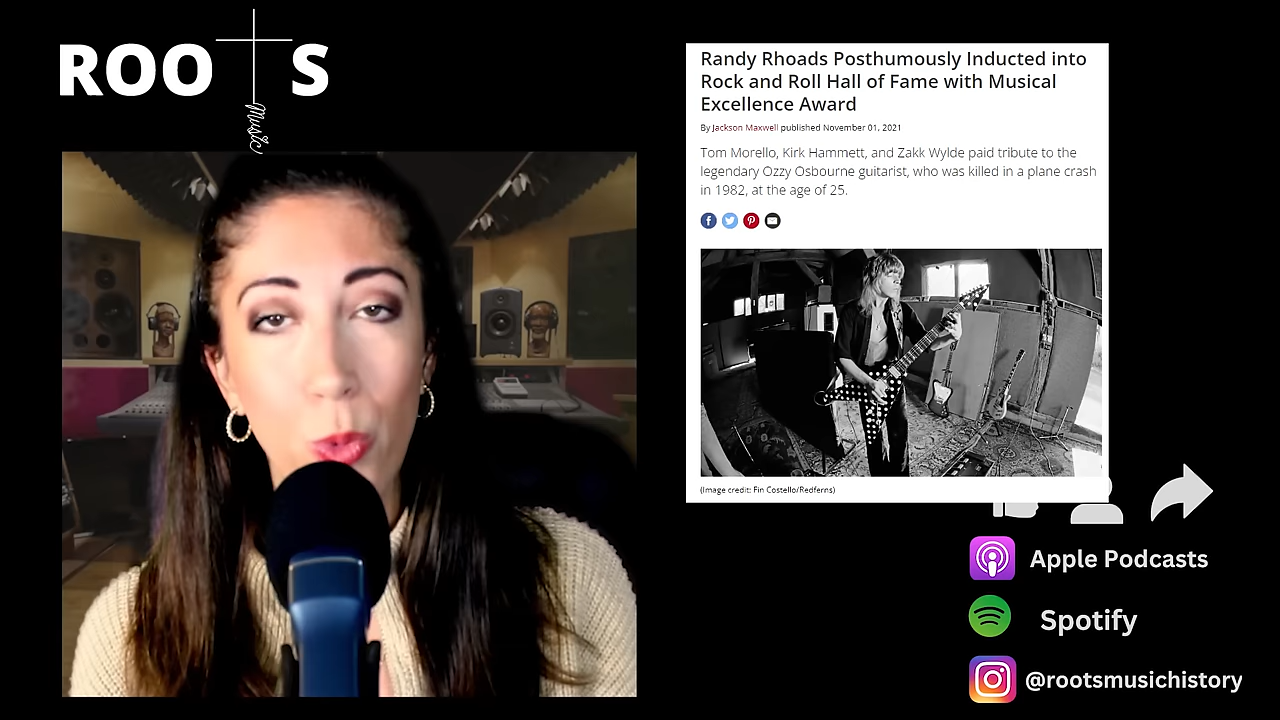 ROOTS
Music
Randy Rhoads Posthumously Inducted into
Rock and Roll Hall of Fame with Musical
Excellence Award
By Jackson Maxwell published November 01, 2021
Tom Morello, Kirk Hammett, and Zakk Wylde paid tribute to the
legendary Ozzy Osbourne guitarist, who was killed in a plane crash
in 1982, at the age of 25.
(Image credit: Fin Costello/Redferns)
Apple Podcasts
Spotify
@rootsmusichistory